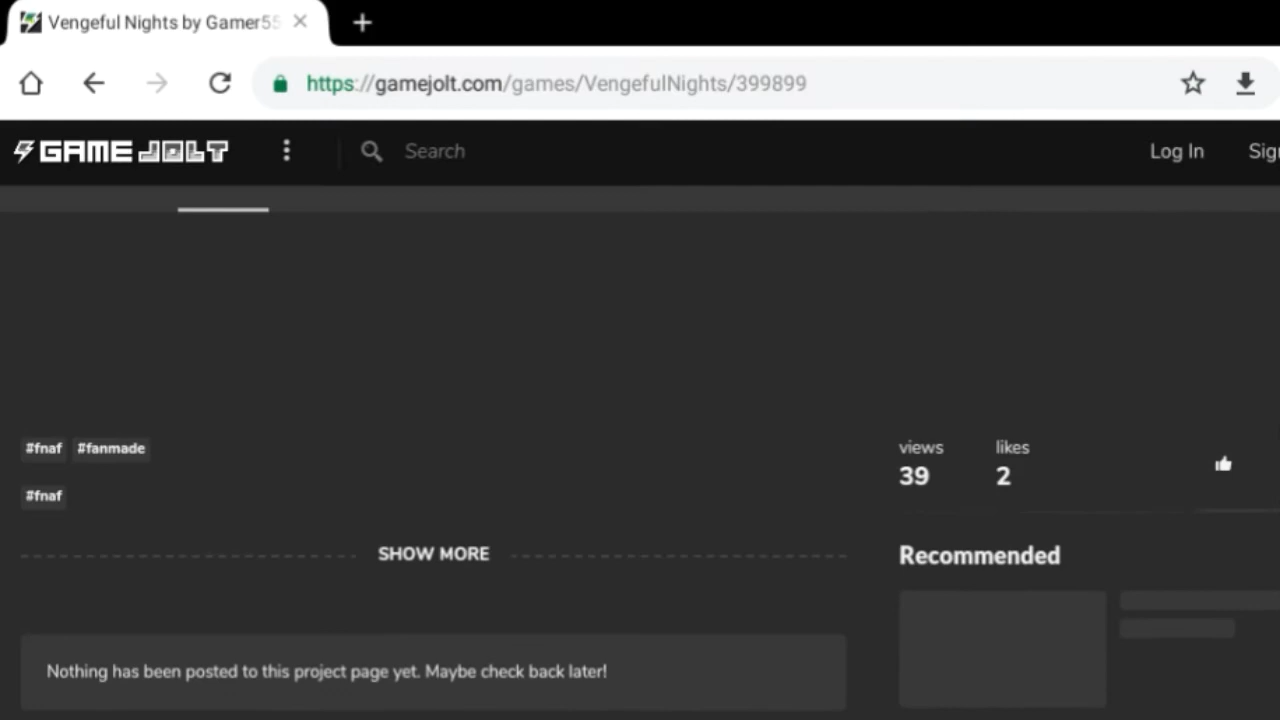 Vengeful Nights by Gamer55
https://gamejolt.com/games/VengefulNights/399899
GAME JOLT
Search
Log In
Sig
#fnaf #fanmade
views likes
39 2
#fnaf
SHOW MORE
Recommended
Nothing has been posted to this project page yet. Maybe check back later!